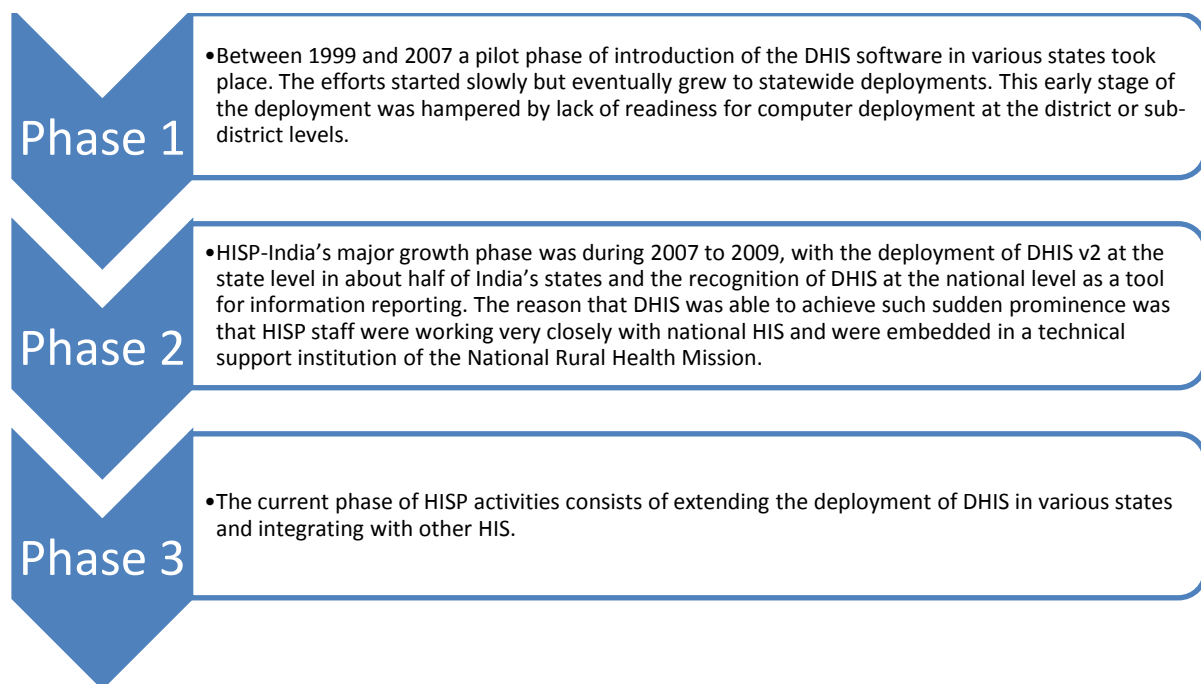 Phase 1
•Between 1999 and 2007 a pilot phase of introduction of the DHIS software in various states took
place. The efforts started slowly but eventually grew to statewide deployments. This early stage of
the deployment was hampered by lack of readiness for computer deployment at the district or sub-
district levels.
Phase 2
•HISP-India’s major growth phase was during 2007 to 2009, with the deployment of DHIS v2 at the
state level in about half of India’s states and the recognition of DHIS at the national level as a tool
for information reporting. The reason that DHIS was able to achieve such sudden prominence was
that HISP staff were working very closely with national HIS and were embedded in a technical
support institution of the National Rural Health Mission.
Phase 3
•The current phase of HISP activities consists of extending the deployment of DHIS in various states
and integrating with other HIS.